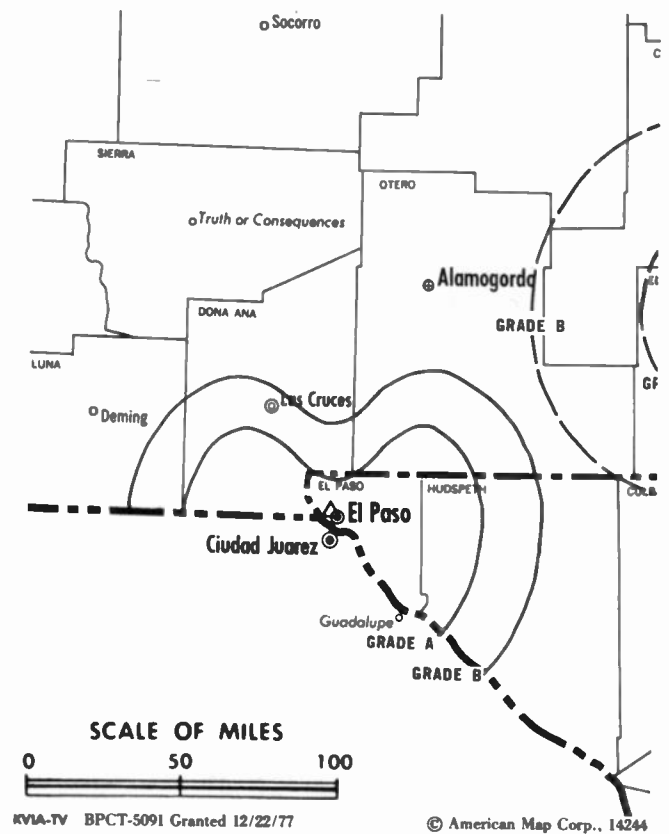 Socorro
C
SIERRA
OTERO
Truth or Consequences
Alamogordo
DONA ANA
GRADE B
LUNA
GR
Las Cruces
Deming
EL PASO
HUDSPETH
El Paso
Ciudad Juarez
Guadalupe
GRADE A
GRADE B
SCALE OF MILES
0 50 100
KVIA-TV BPCT-5091 Granted 12/22/77
© American Map Corp., 14244